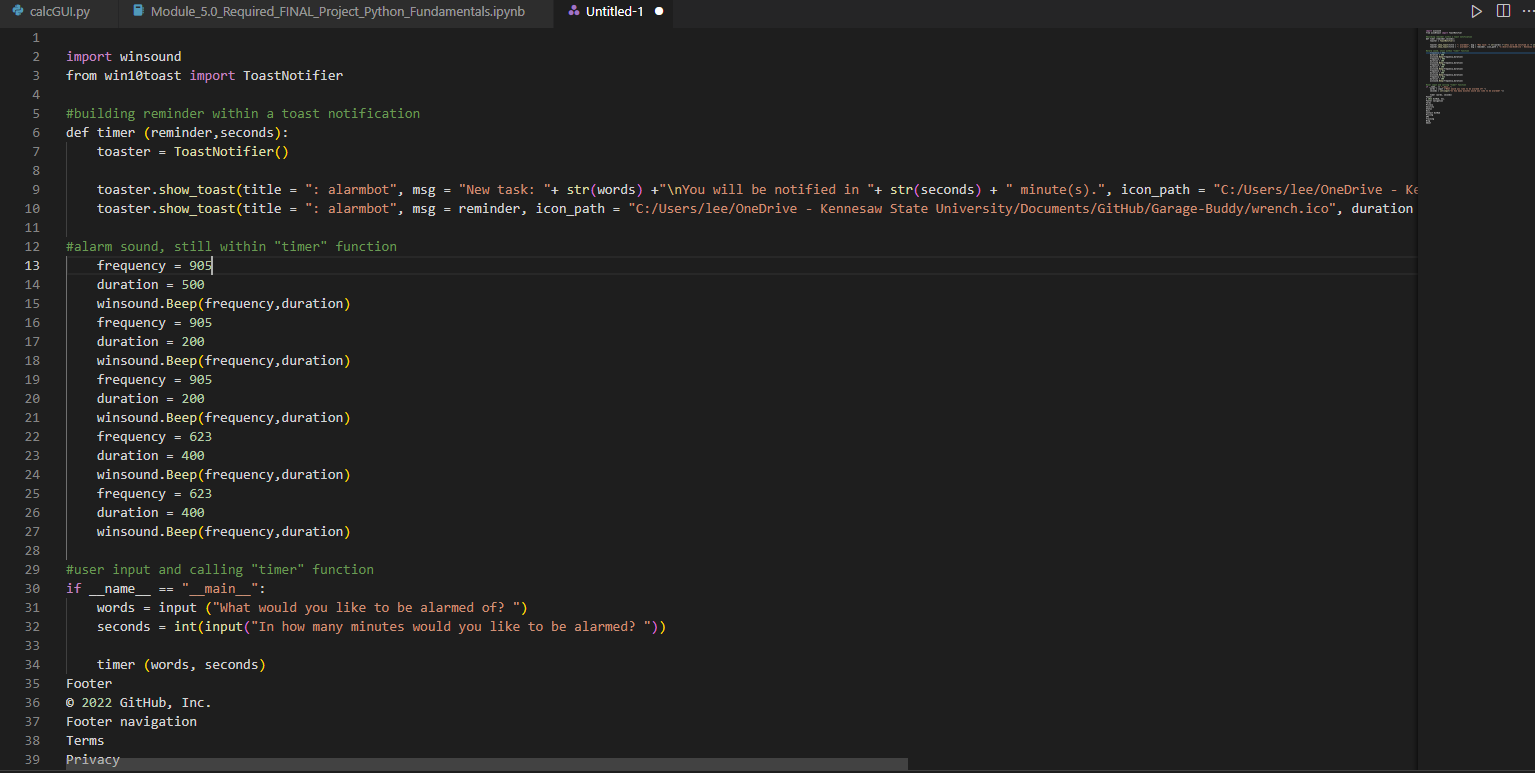 calcGUI.py Module_5.0_Required_FINAL_Project_Python_Fundamentals.ipynb Untitled-1
1
2 import winsound
3 from win10toast import ToastNotifier
4
5 #building reminder within a toast notification
6 def timer (reminder,seconds):
7 toaster = ToastNotifier()
8
9 toaster.show_toast(title = ": alarmbot", msg = "New task: "+ str(words) +"\nYou will be notified in "+ str(seconds) + " minute(s).", icon_path = "C:/Users/lee/OneDrive - Ke
10 toaster.show_toast(title = ": alarmbot", msg = reminder, icon_path = "C:/Users/lee/OneDrive - Kennesaw State University/Documents/GitHub/Garage-Buddy/wrench.ico", duration
11
12 #alarm sound, still within "timer" function
13 frequency = 905
14 duration = 500
15 winsound.Beep(frequency,duration)
16 frequency = 905
17 duration = 200
18 winsound.Beep(frequency,duration)
19 frequency = 905
20 duration = 200
21 winsound.Beep(frequency,duration)
22 frequency = 623
23 duration = 400
24 winsound.Beep(frequency,duration)
25 frequency = 623
26 duration = 400
27 winsound.Beep(frequency,duration)
28
29 #user input and calling "timer" function
30 if __name__ == "__main__":
31 words = input ("What would you like to be alarmed of? ")
32 seconds = int(input("In how many minutes would you like to be alarmed? "))
33
34 timer (words, seconds)
35 Footer
36 © 2022 GitHub, Inc.
37 Footer navigation
38 Terms
39 Privacy